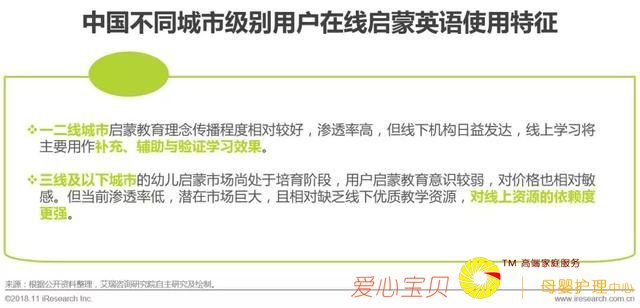 中国不同城市级别用户在线启蒙英语使用特征
一二线城市启蒙教育理念传播程度相对较好，渗透率高，但线下机构日益发达，线上学习将
主要用作补充、辅助与验证学习效果。
三线及以下城市的幼儿启蒙市场尚处于培育阶段，用户启蒙教育意识较弱，对价格也相对敏
感。但当前渗透率低，潜在市场巨大，且相对缺乏线下优质教学资源，对线上资源的依赖度
更强。
来源：根据公开资料整理，艾瑞咨询研究院自主研究及绘制。
©2018.11 iResearch Inc.
www.iresearch.com.cn
爱心宝贝
TM 高端家庭服务
母婴护理中心